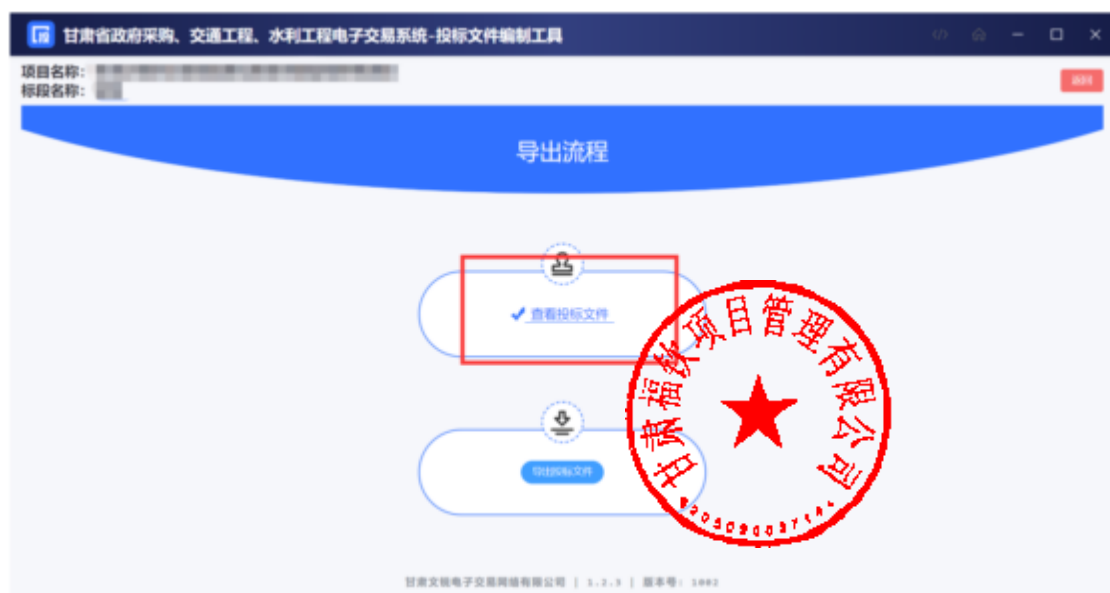 甘肃省政府采购、交通工程、水利工程电子交易系统-投标文件编制工具
项目名称:
标段名称:
返回
导出流程
查看投标文件
导出投标文件
甘肃福钦项目管理有限公司
甘肃文锐电子交易网络有限公司 | 1.2.3 | 版本号: 1002